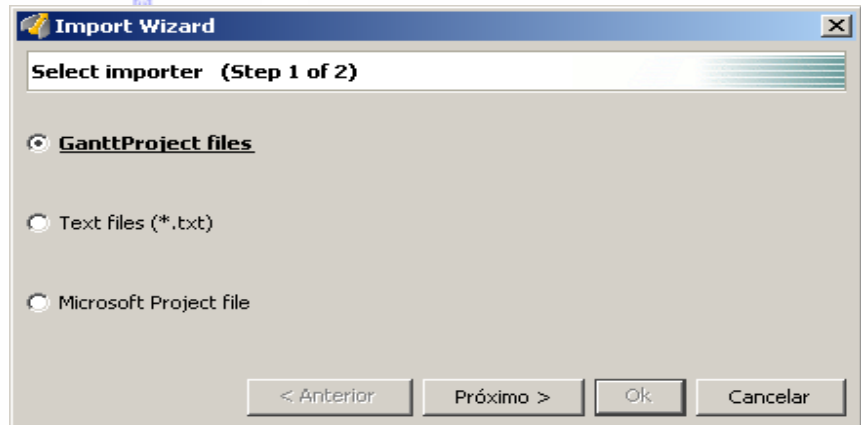 Import Wizard
Select importer (Step 1 of 2)
GanttProject files
Text files (*.txt)
Microsoft Project file
< Anterior Próximo > Ok Cancelar